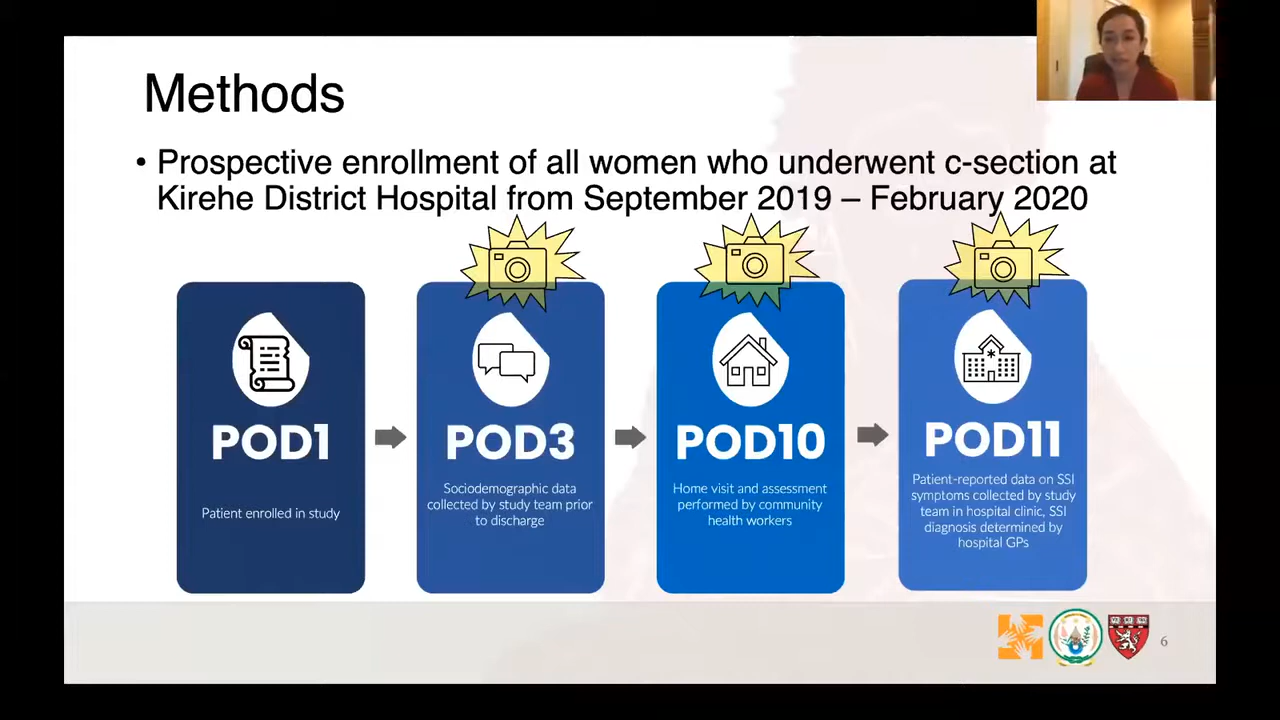 Methods
• Prospective enrollment of all women who underwent c-section at
Kirehe District Hospital from September 2019 – February 2020
POD1
Patient enrolled in study
POD3
Sociodemographic data
collected by study team prior
to discharge
POD10
Home visit and assessment
performed by community
health workers
POD11
Patient-reported data on SSI
symptoms collected by study
team in hospital clinic, SSI
diagnosis determined by
hospital GPs
6